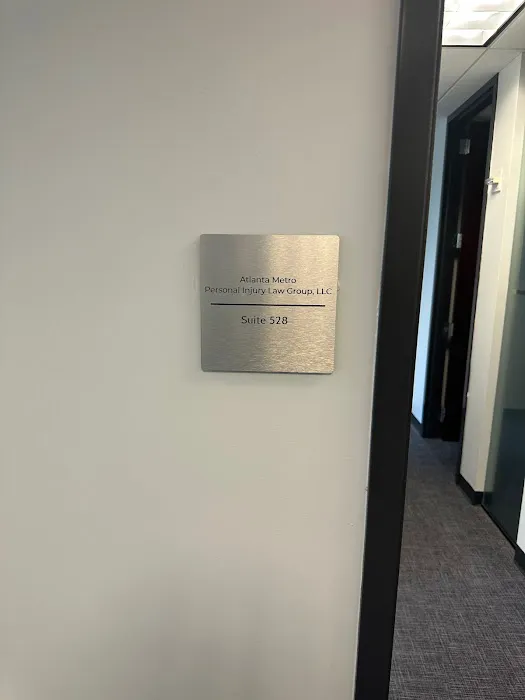 Atlanta Metro
Personal Injury Law Group, LLC
Suite 528